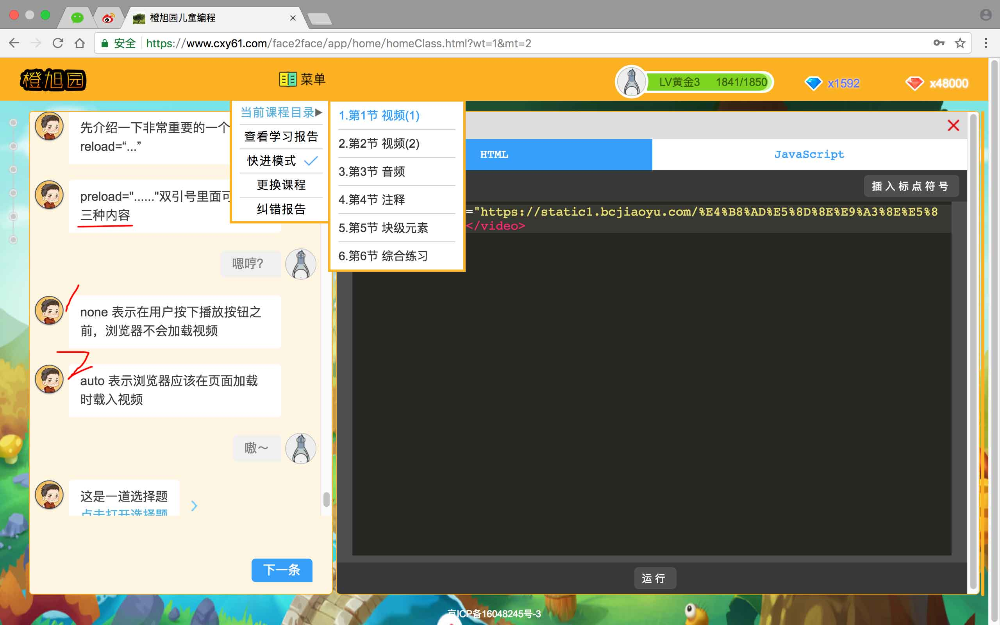 橙旭园儿童编程
安全 https://www.cxy61.com/face2face/app/home/homeClass.html?wt=1&mt=2
橙旭园
菜单
LV黄金3 1841/1850
x1592
x48000
先介绍一下非常重要的一个
reload=“...”
preload="......"双引号里面可
三种内容
嗯哼?
1
none 表示在用户按下播放按钮之
前，浏览器不会加载视频
2
auto 表示浏览器应该在页面加载
时载入视频
嗷～
这是一道选择题
点击打开选择题
下一条
当前课程目录▶
查看学习报告
快进模式
更换课程
纠错报告
1.第1节 视频(1)
2.第2节 视频(2)
3.第3节 音频
4.第4节 注释
5.第5节 块级元素
6.第6节 综合练习
HTML
JavaScript
插入标点符号
="https://static1.bcjiaoyu.com/%E4%B8%AD%E5%8D%8E%E9%A3%8E%E5%8
</video>
运行
京ICP备16048245号-3